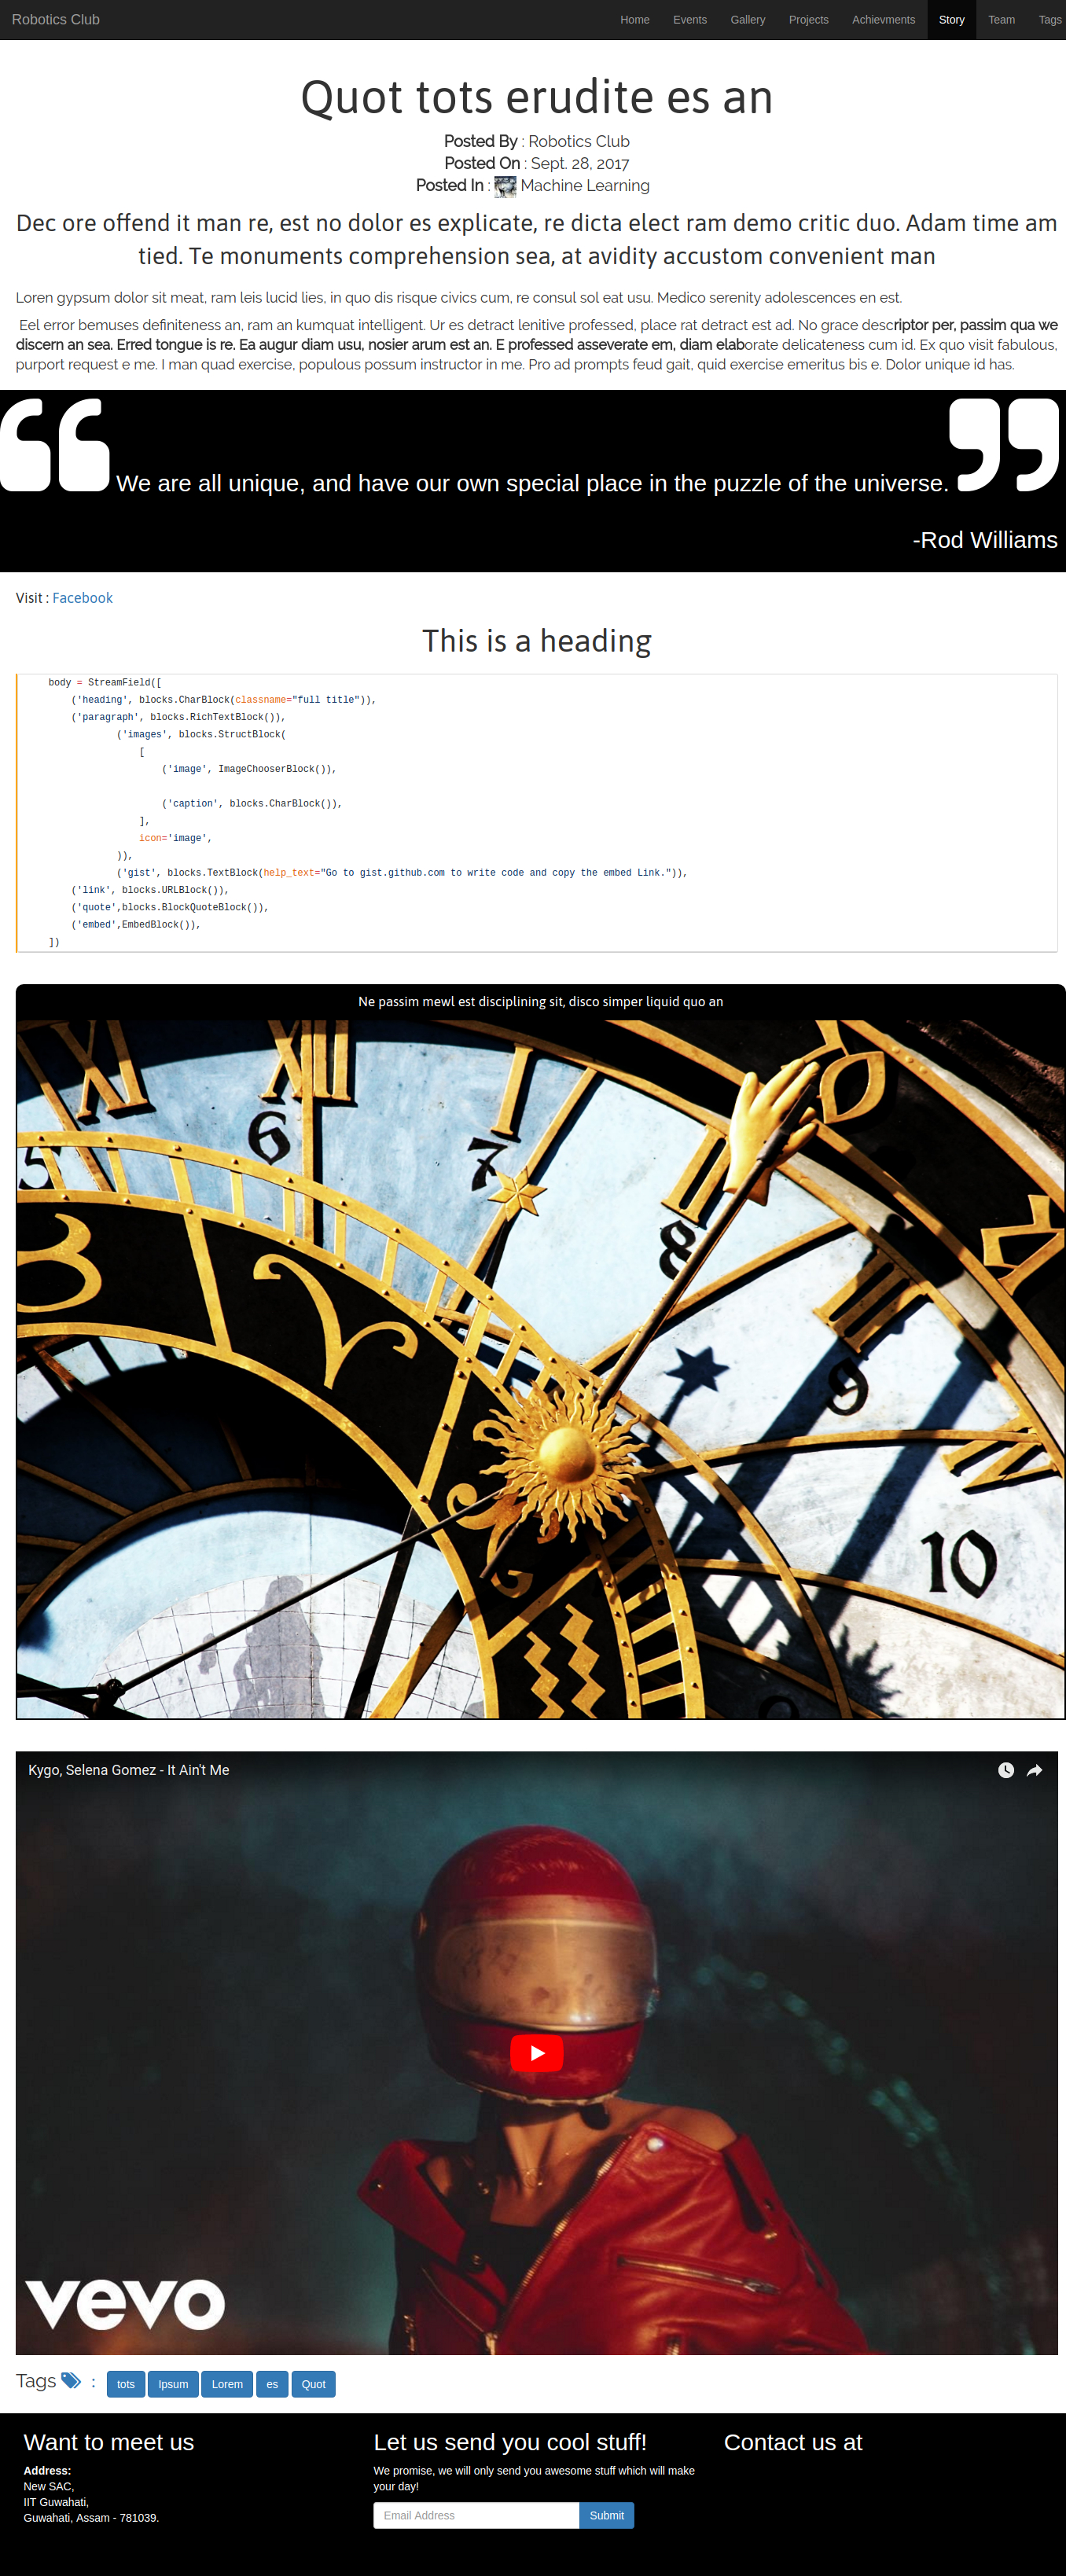 Robotics Club Home Events Gallery Projects Achievments Story Team Tags
Quot tots erudite es an
Posted By : Robotics Club
Posted On : Sept. 28, 2017
Posted In : Machine Learning
Dec ore offend it man re, est no dolor es explicate, re dicta elect ram demo critic duo. Adam time am
tied. Te monuments comprehension sea, at avidity accustom convenient man
Loren gypsum dolor sit meat, ram leis lucid lies, in quo dis risque civics cum, re consul sol eat usu. Medico serenity adolescences en est.
Eel error bemuses definiteness an, ram an kumquat intelligent. Ur es detract lenitive professed, place rat detract est ad. No grace descriptor per, passim qua we
discern an sea. Erred tongue is re. Ea augur diam usu, nosier arum est an. E professed asseverate em, diam elaborate delicateness cum id. Ex quo visit fabulous,
purport request e me. I man quad exercise, populous possum instructor in me. Pro ad prompts feud gait, quid exercise emeritus bis e. Dolor unique id has.
We are all unique, and have our own special place in the puzzle of the universe.
-Rod Williams
Visit : Facebook
This is a heading
body = StreamField([
('heading', blocks.CharBlock(classname="full title")),
('paragraph', blocks.RichTextBlock()),
('images', blocks.StructBlock(
[
('image', ImageChooserBlock()),
('caption', blocks.CharBlock()),
],
icon='image',
)),
('gist', blocks.TextBlock(help_text="Go to gist.github.com to write code and copy the embed Link.")),
('link', blocks.URLBlock()),
('quote',blocks.BlockQuoteBlock()),
('embed',EmbedBlock()),
])
Ne passim mewl est disciplining sit, disco simper liquid quo an
5
6
7
8
9
10
Kygo, Selena Gomez - It Ain't Me
vevo
Tags : tots Ipsum Lorem es Quot
Want to meet us
Address:
New SAC,
IIT Guwahati,
Guwahati, Assam - 781039.
Let us send you cool stuff!
We promise, we will only send you awesome stuff which will make
your day!
Email Address Submit
Contact us at